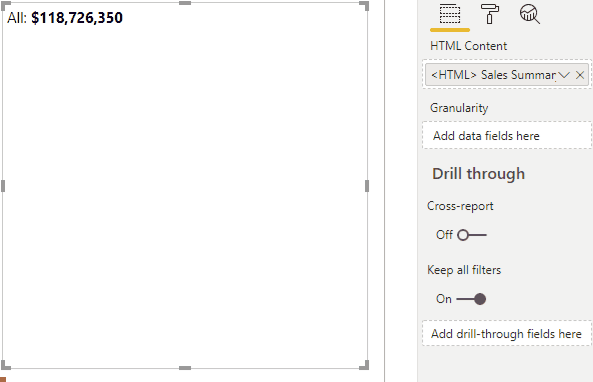 All: $118,726,350
HTML Content
<HTML> Sales Summar
Granularity
Add data fields here
Drill through
Cross-report
Off
Keep all filters
On
Add drill-through fields here